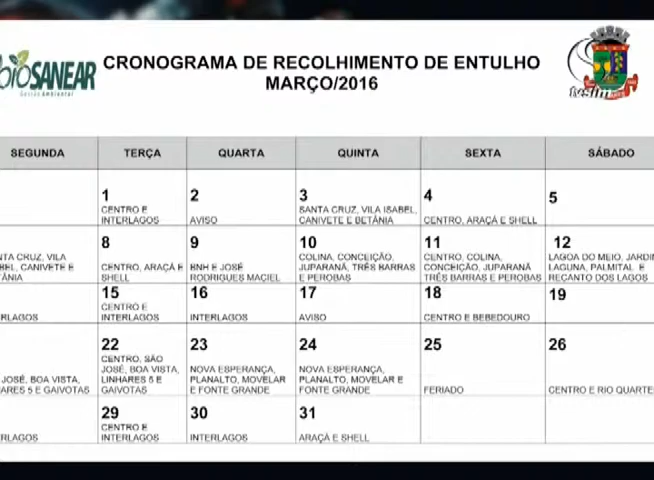 bioSANEAR
Gestão Ambiental
CRONOGRAMA DE RECOLHIMENTO DE ENTULHO
MARÇO/2016
tvsim
SEGUNDA TERÇA QUARTA QUINTA SEXTA SÁBADO
1 2 3 4 5
CENTRO E
INTERLAGOS
AVISO
SANTA CRUZ, VILA ISABEL,
CANIVETE E BETÂNIA
CENTRO, ARAÇÁ E SHELL
NTA CRUZ, VILA
BEL, CANIVETE E
ÂNIA
8 9 10 11 12
CENTRO, ARAÇÁ E
SHELL
BNH E JOSÉ
RODRIGUES MACIEL
COLINA, CONCEIÇÃO,
JUPARANÃ, TRÊS BARRAS
E PEROBAS
CENTRO, COLINA,
CONCEIÇÃO, JUPARANÃ
TRÊS BARRAS E PEROBAS
LAGOA DO MEIO, JARDIM
LAGUNA, PALMITAL E
RECANTO DOS LAGOS
RLAGOS
15 16 17 18 19
CENTRO E
INTERLAGOS
INTERLAGOS
AVISO
CENTRO E BEBEDOURO
JOSÉ, BOA VISTA,
HARES 5 E GAIVOTAS
22 23 24 25 26
CENTRO, SÃO
JOSÉ, BOA VISTA,
LINHARES 5 E
GAIVOTAS
NOVA ESPERANÇA,
PLANALTO, MOVELAR
E FONTE GRANDE
NOVA ESPERANÇA,
PLANALTO, MOVELAR E
FONTE GRANDE
FERIADO
CENTRO E RIO QUARTE
RLAGOS
29 30 31
CENTRO E
INTERLAGOS
INTERLAGOS
ARAÇÁ E SHELL